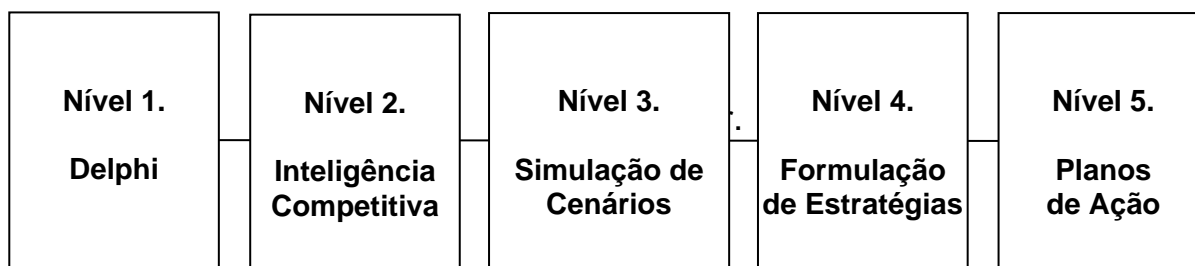 Nível 1.
Delphi
Nível 2.
Inteligência
Competitiva
Nível 3.
Simulação de
Cenários
Nível 4.
Formulação
de Estratégias
Nível 5.
Planos
de Ação